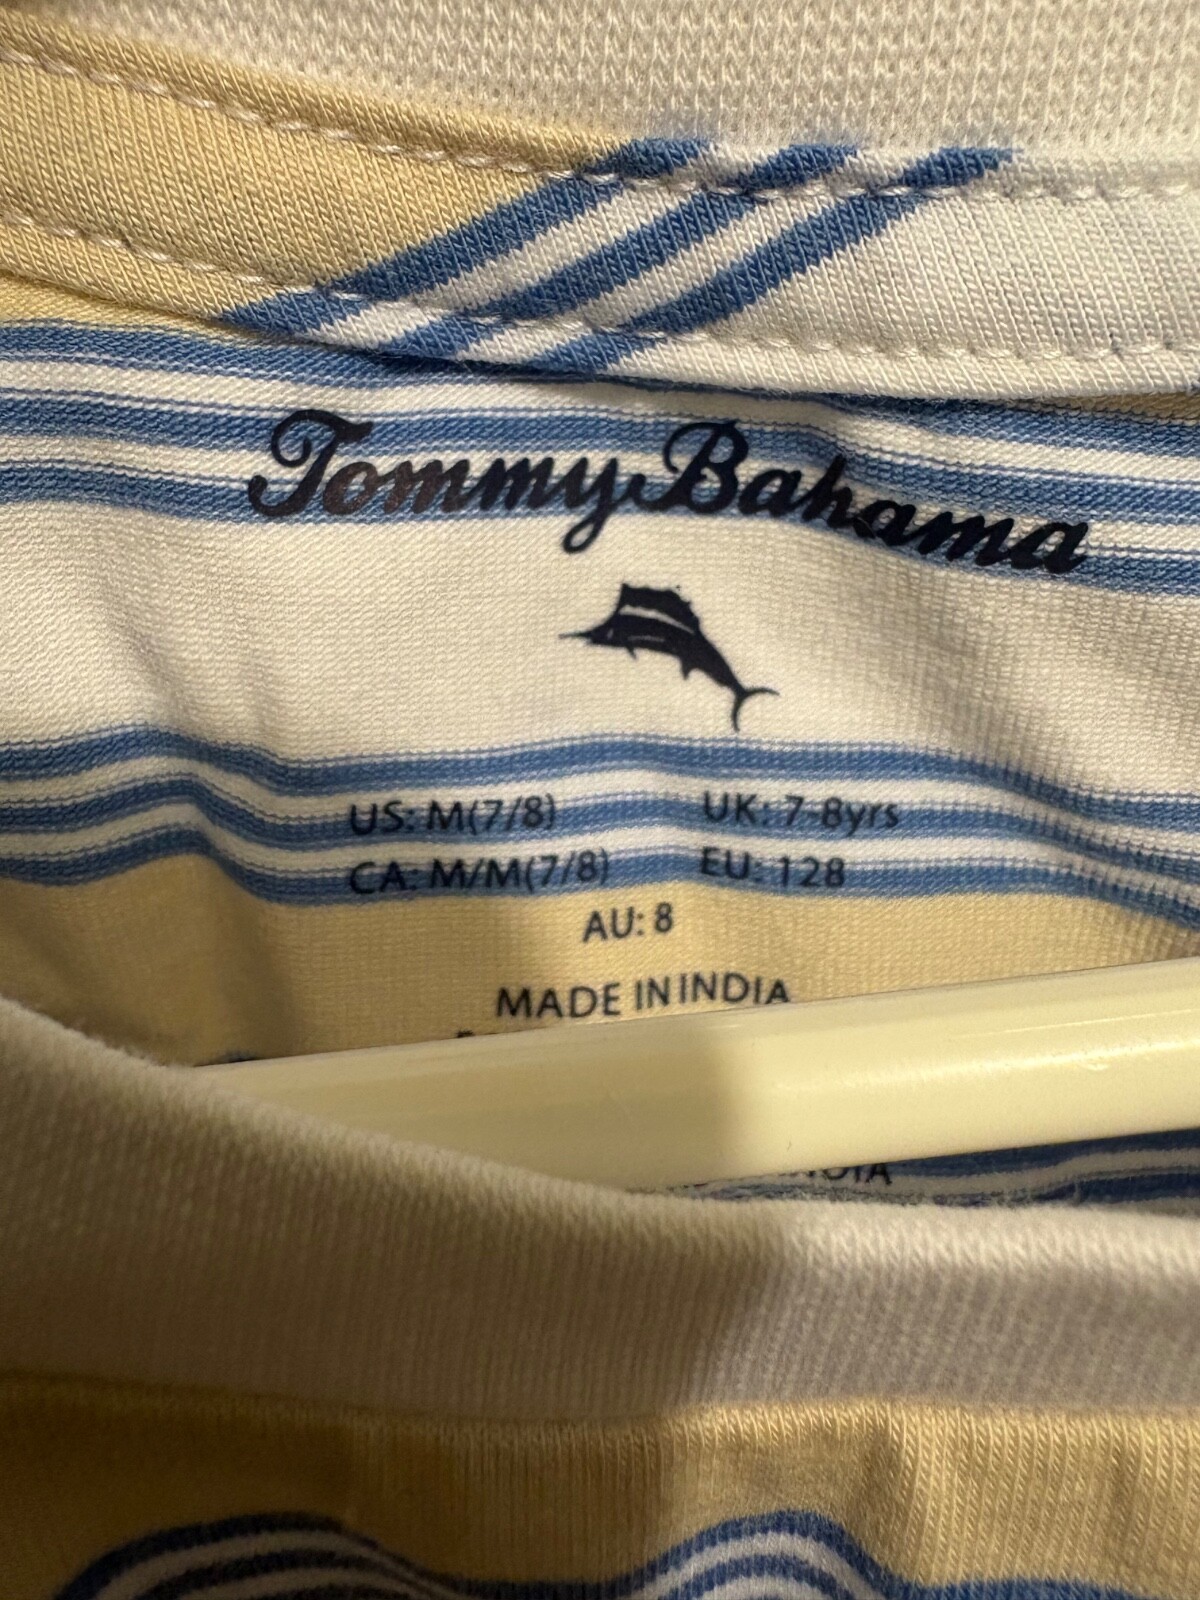 Tommy Bahama
US: M(7/8) UK: 7-8yrs
CA: M/M(7/8) EU: 128
AU: 8
MADE IN INDIA